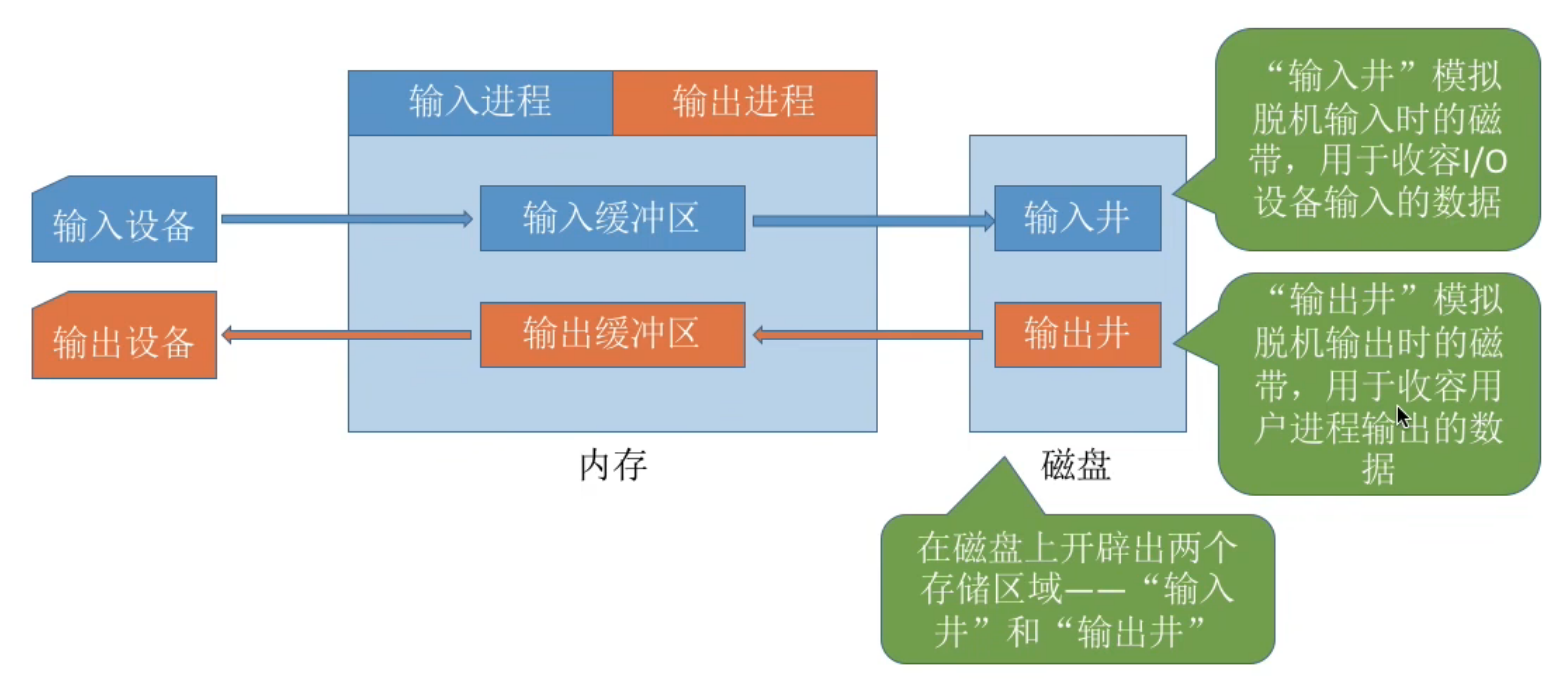 输入进程
输出进程
输入设备
输入缓冲区
输入井
输出设备
输出缓冲区
输出井
内存
磁盘
“输入井”模拟
脱机输入时的磁
带，用于收容I/O
设备输入的数据
“输出井”模拟
脱机输出时的磁
带，用于收容用
户进程输出的数
据
在磁盘上开辟出两个
存储区域——“输入
井”和“输出井”